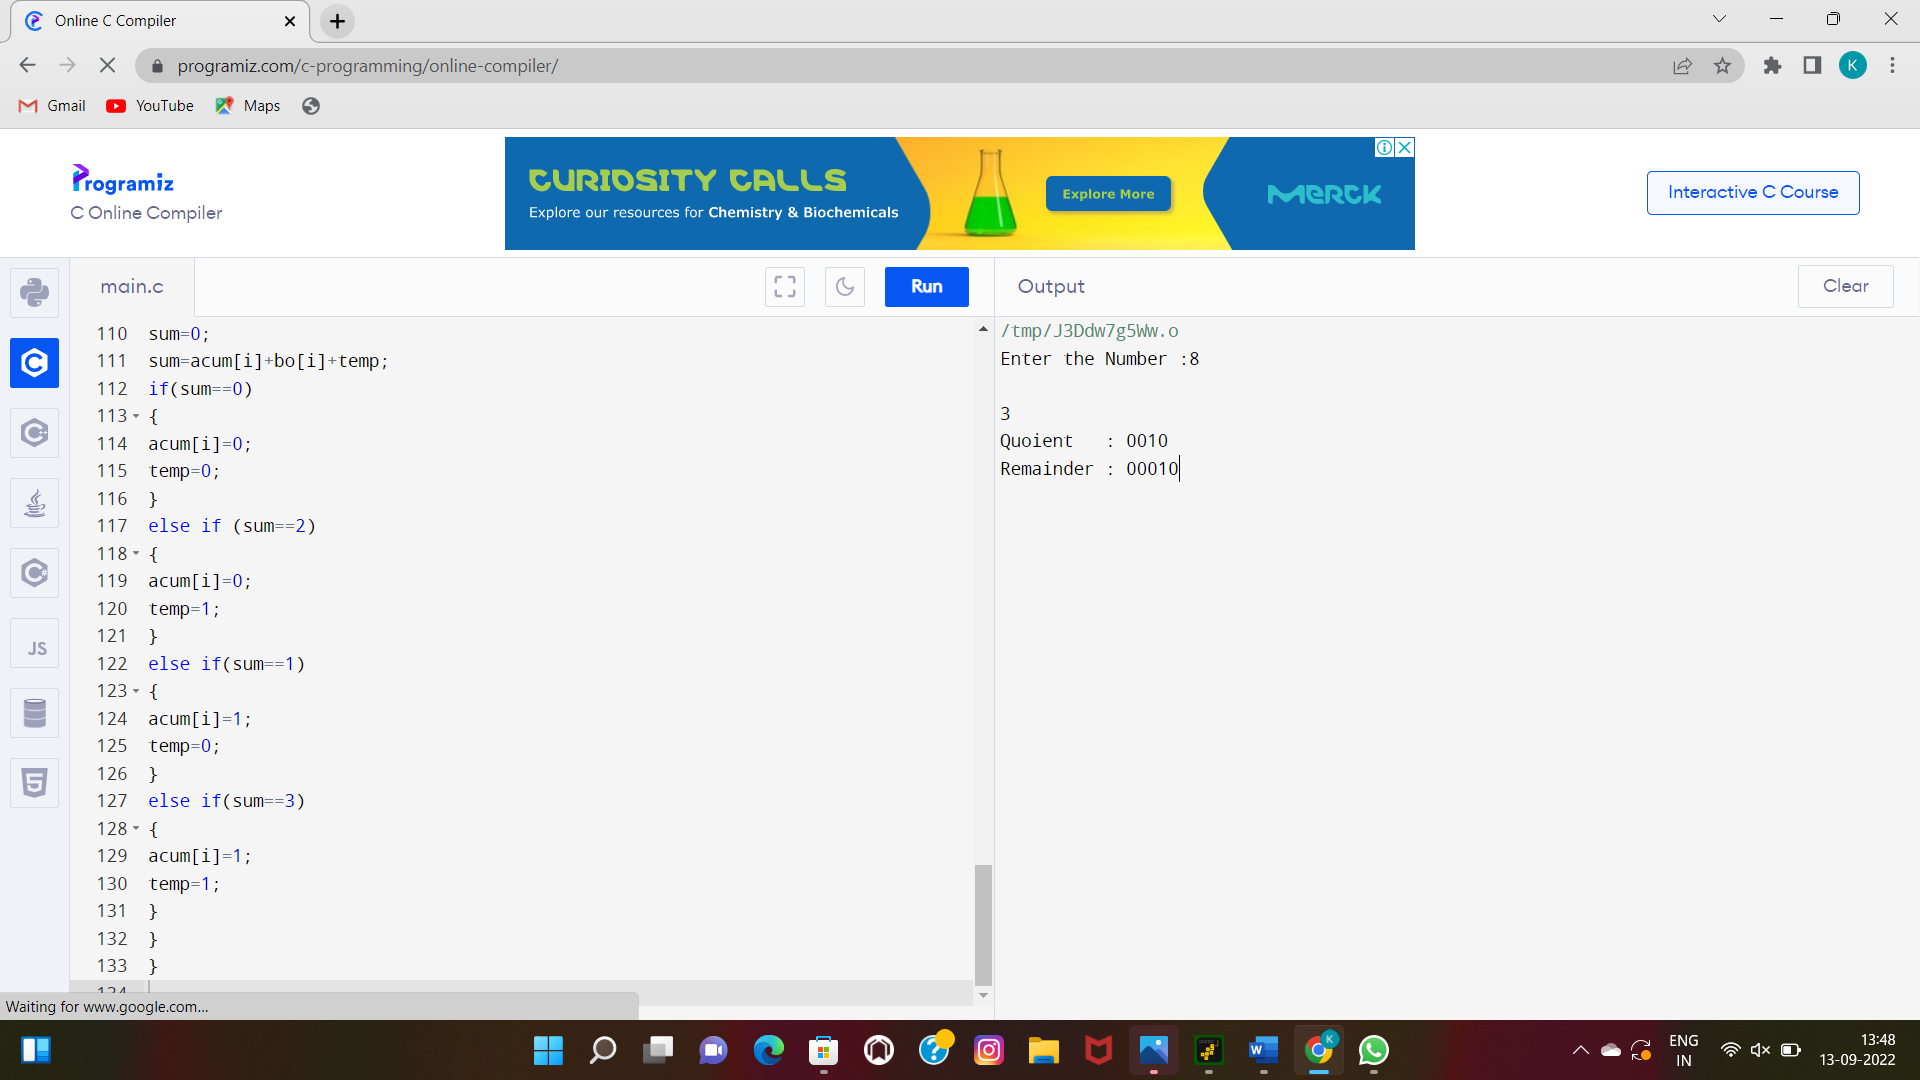 Online C Compiler
programiz.com/c-programming/online-compiler/
K
Gmail
YouTube
Maps
Programiz
C Online Compiler
CURIOSITY CALLS
Explore our resources for Chemistry & Biochemicals
Explore More
MERCK
Interactive C Course
main.c
Run
Output
Clear
110 sum=0;
111 sum=acum[i]+bo[i]+temp;
112 if(sum==0)
113 {
114 acum[i]=0;
115 temp=0;
116 }
117 else if (sum==2)
118 {
119 acum[i]=0;
120 temp=1;
121 }
122 else if(sum==1)
123 {
124 acum[i]=1;
125 temp=0;
126 }
127 else if(sum==3)
128 {
129 acum[i]=1;
130 temp=1;
131 }
132 }
133 }
134
/tmp/J3Ddw7g5Ww.o
Enter the Number :8
3
Quoient : 0010
Remainder : 00010
JS
Waiting for www.google.com...
ENG
IN
13:48
13-09-2022